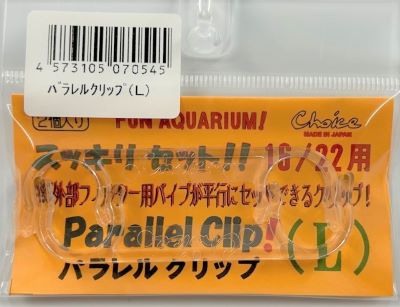 4 573105 070545
パラレルクリップ(L)
2個入り
FUN AQUARIUM!
Choice
MADE IN JAPAN
スッキリ セット!! 16/22用
外部フィルター用パイプが平行にセットできるクリップ!
Parallel Clip! (L)
パラレル クリップ